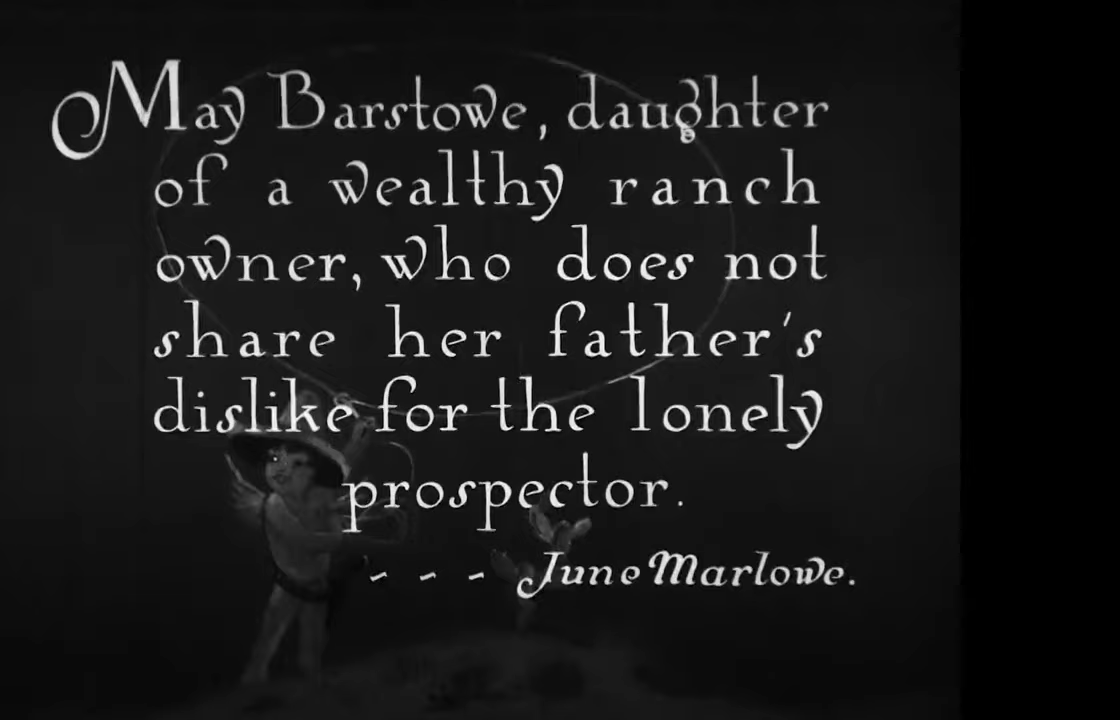 May Barstowe, daughter
of a wealthy ranch
owner, who does not
share her father's
dislike for the lonely
prospector.
- - - June Marlowe.